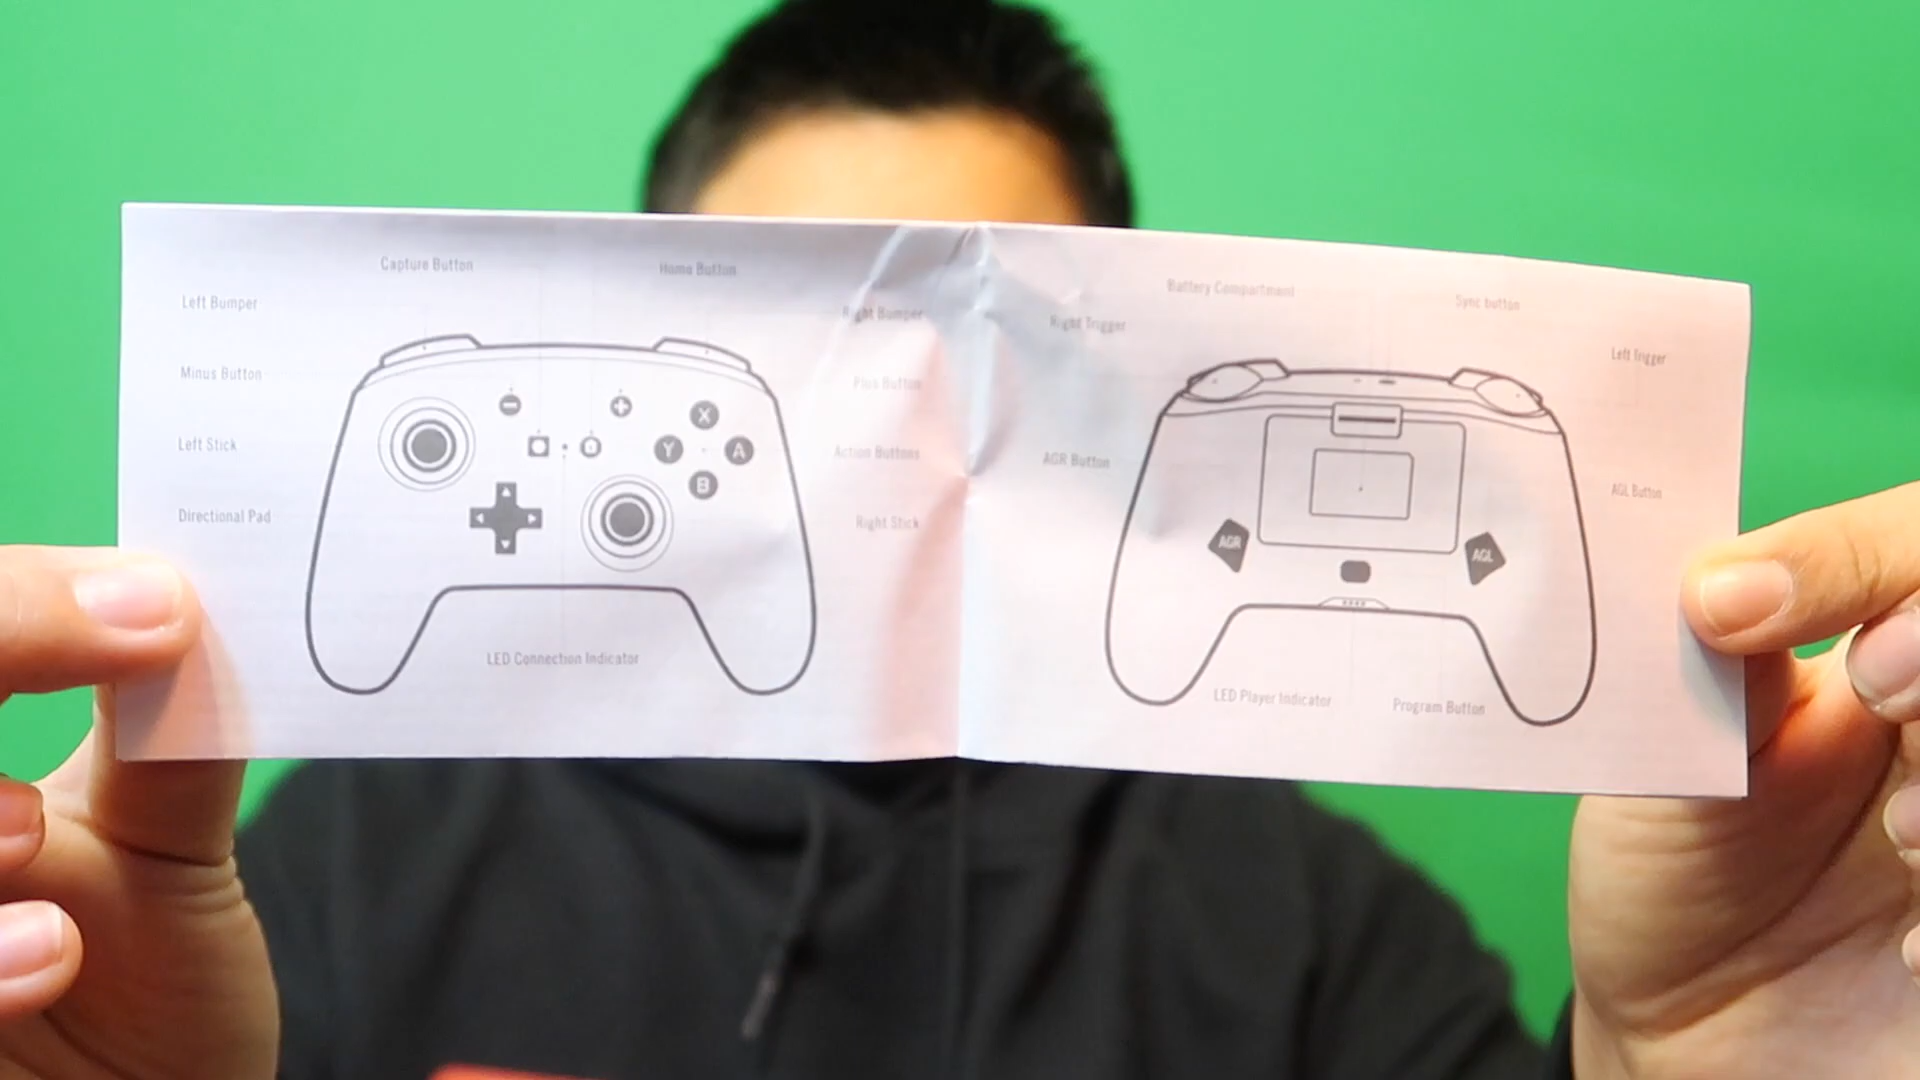 Capture Button
Home Button
Left Bumper
Right Bumper
Minus Button
Plus Button
Left Stick
Action Buttons
Directional Pad
Right Stick
X
Y
A
B
LED Connection Indicator
Battery Compartment
Sync button
Right Trigger
Left Trigger
AGR Button
AGL Button
AGR
AGL
LED Player Indicator
Program Button